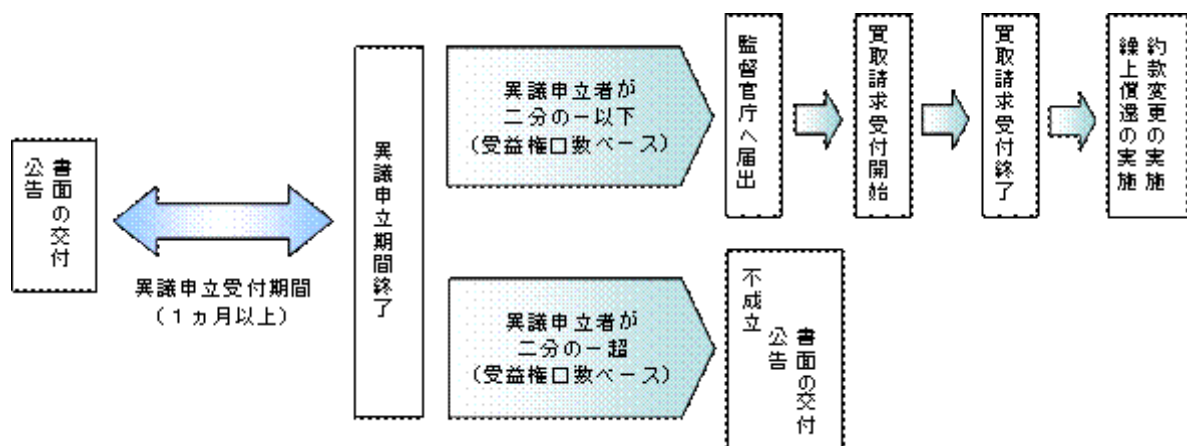 書面の交付
公告
異議申立受付期間
（１ヵ月以上）
異議申立期間終了
異議申立者が
二分の一以下
（受益権口数ベース）
監督官庁へ届出
買取請求受付開始
買取請求受付終了
約款変更の実施
繰上償還の実施
異議申立者が
二分の一超
（受益権口数ベース）
不成立
書面の交付
公告